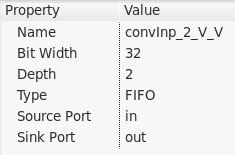 Property Value
Name convInp_2_V_V
Bit Width 32
Depth 2
Type FIFO
Source Port in
Sink Port out